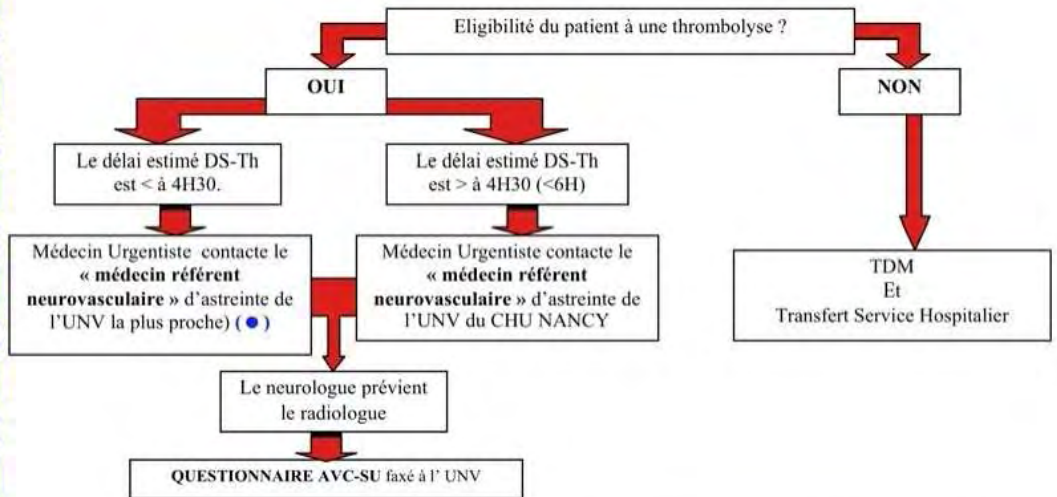 Eligibilité du patient à une thrombolyse ?
OUI
NON
Le délai estimé DS-Th
est < à 4H30.
Le délai estimé DS-Th
est > à 4H30 (<6H)
Médecin Urgentiste contacte le
« médecin référent
neurovasculaire » d'astreinte de
l'UNV la plus proche) ( ● )
Médecin Urgentiste contacte le
« médecin référent
neurovasculaire » d'astreinte de
l'UNV du CHU NANCY
TDM
Et
Transfert Service Hospitalier
Le neurologue prévient
le radiologue
QUESTIONNAIRE AVC-SU faxé à l' UNV